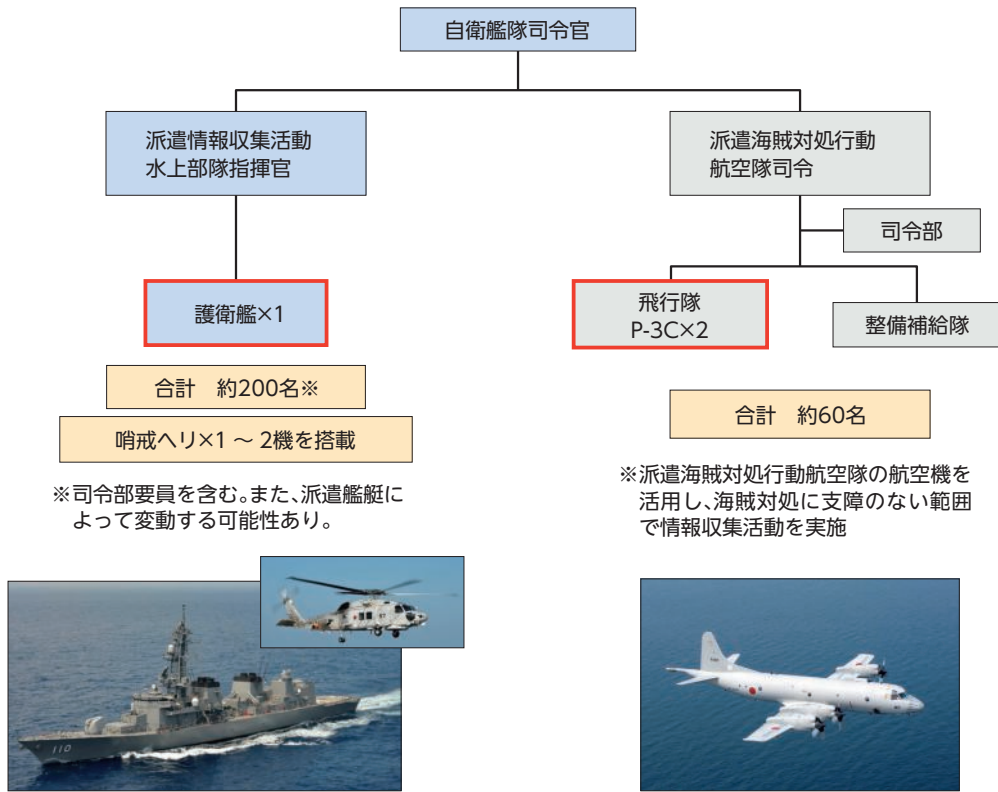 自衛艦隊司令官
派遣情報収集活動
水上部隊指揮官
派遣海賊対処行動
航空隊司令
司令部
護衛艦×1
飛行隊
P-3C×2
整備補給隊
合計　約200名※
哨戒ヘリ×1 ～ 2機を搭載
合計　約60名
※司令部要員を含む。また、派遣艦艇に
よって変動する可能性あり。
※派遣海賊対処行動航空隊の航空機を
活用し、海賊対処に支障のない範囲
で情報収集活動を実施
110